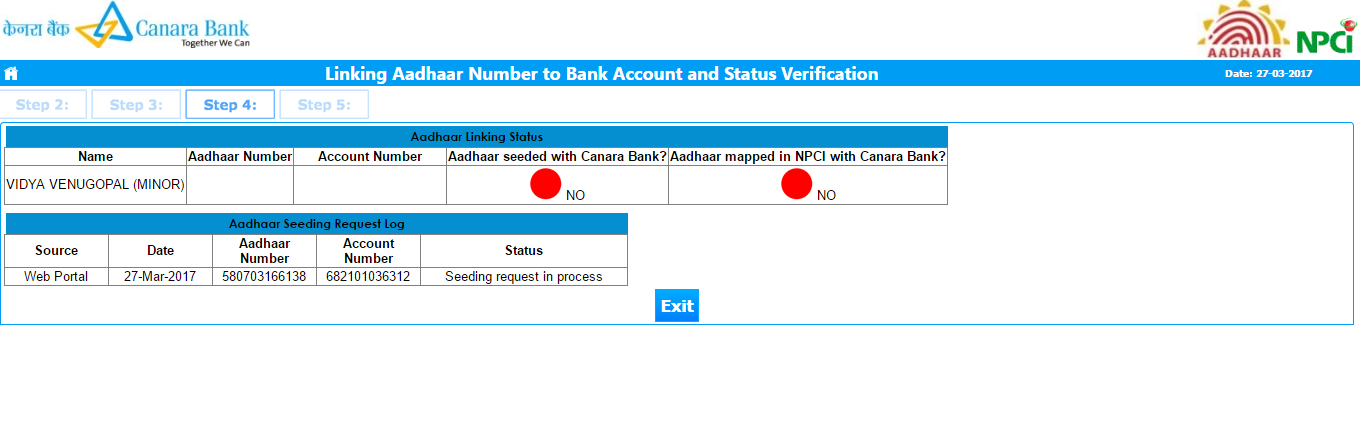 केनरा बैंक Canara Bank
Together We Can
AADHAAR NPCI
Linking Aadhaar Number to Bank Account and Status Verification Date: 27-03-2017
Step 2: Step 3: Step 4: Step 5:
Aadhaar Linking Status
Name Aadhaar Number Account Number Aadhaar seeded with Canara Bank? Aadhaar mapped in NPCI with Canara Bank?
VIDYA VENUGOPAL (MINOR) NO NO
Aadhaar Seeding Request Log
Source Date Aadhaar Number Account Number Status
Web Portal 27-Mar-2017 580703166138 682101036312 Seeding request in process
Exit